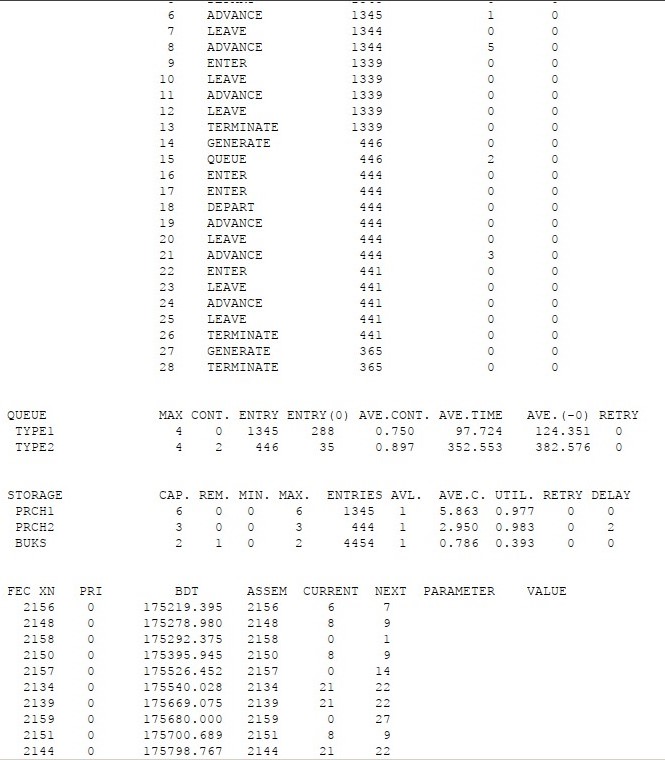 6 ADVANCE 1345 1 0
7 LEAVE 1344 0 0
8 ADVANCE 1344 5 0
9 ENTER 1339 0 0
10 LEAVE 1339 0 0
11 ADVANCE 1339 0 0
12 LEAVE 1339 0 0
13 TERMINATE 1339 0 0
14 GENERATE 446 0 0
15 QUEUE 446 2 0
16 ENTER 444 0 0
17 ENTER 444 0 0
18 DEPART 444 0 0
19 ADVANCE 444 0 0
20 LEAVE 444 0 0
21 ADVANCE 444 3 0
22 ENTER 441 0 0
23 LEAVE 441 0 0
24 ADVANCE 441 0 0
25 LEAVE 441 0 0
26 TERMINATE 441 0 0
27 GENERATE 365 0 0
28 TERMINATE 365 0 0
QUEUE MAX CONT. ENTRY ENTRY(0) AVE.CONT. AVE.TIME AVE.(-0) RETRY
TYPE1 4 0 1345 288 0.750 97.724 124.351 0
TYPE2 4 2 446 35 0.897 352.553 382.576 0
STORAGE CAP. REM. MIN. MAX. ENTRIES AVL. AVE.C. UTIL. RETRY DELAY
PRCH1 6 0 0 6 1345 1 5.863 0.977 0 0
PRCH2 3 0 0 3 444 1 2.950 0.983 0 2
BUKS 2 1 0 2 4454 1 0.786 0.393 0 0
FEC XN PRI BDT ASSEM CURRENT NEXT PARAMETER VALUE
2156 0 175219.395 2156 6 7
2148 0 175278.980 2148 8 9
2158 0 175292.375 2158 0 1
2150 0 175395.945 2150 8 9
2157 0 175526.452 2157 0 14
2134 0 175540.028 2134 21 22
2139 0 175669.075 2139 21 22
2159 0 175680.000 2159 0 27
2151 0 175700.689 2151 8 9
2144 0 175798.767 2144 21 22